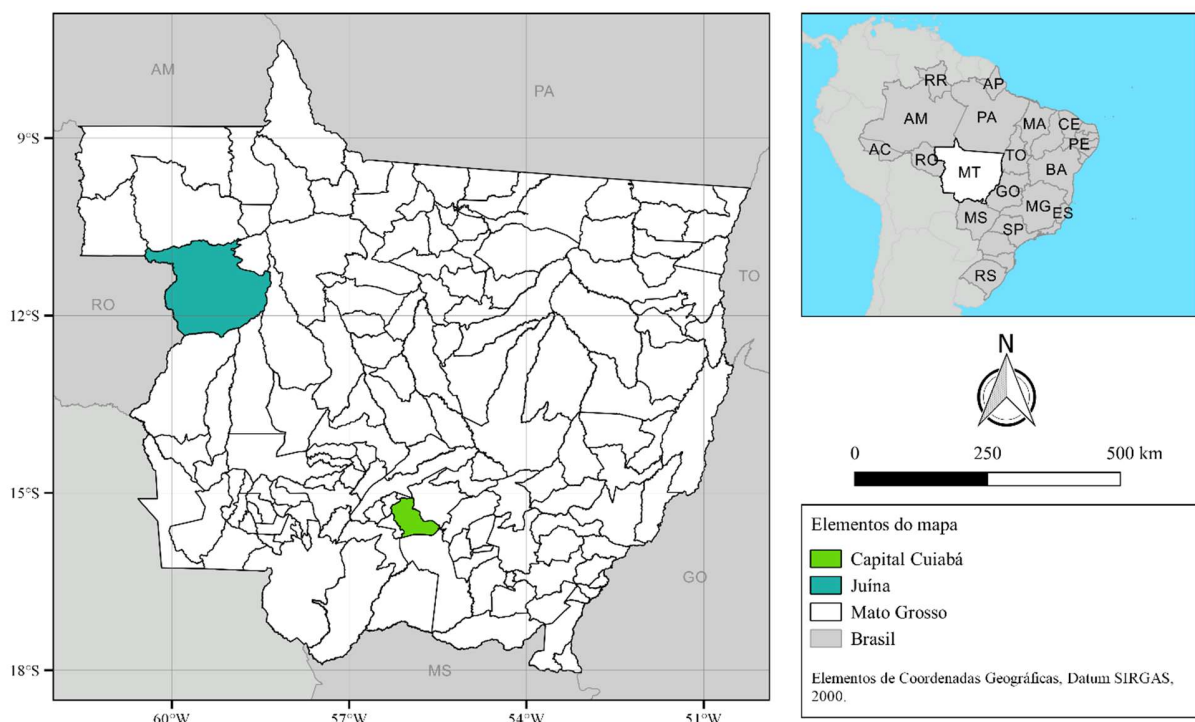 AM
PA
9°S
12°S
15°S
18°S
RO
TO
GO
MS
60°W
57°W
54°W
51°W
RR
AP
AM
PA
MA
CE
AC
RO
TO
PE
MT
BA
GO
MS
MG
ES
SP
RS
N
0 250 500 km
Elementos do mapa
Capital Cuiabá
Juína
Mato Grosso
Brasil
Elementos de Coordenadas Geográficas, Datum SIRGAS,
2000.